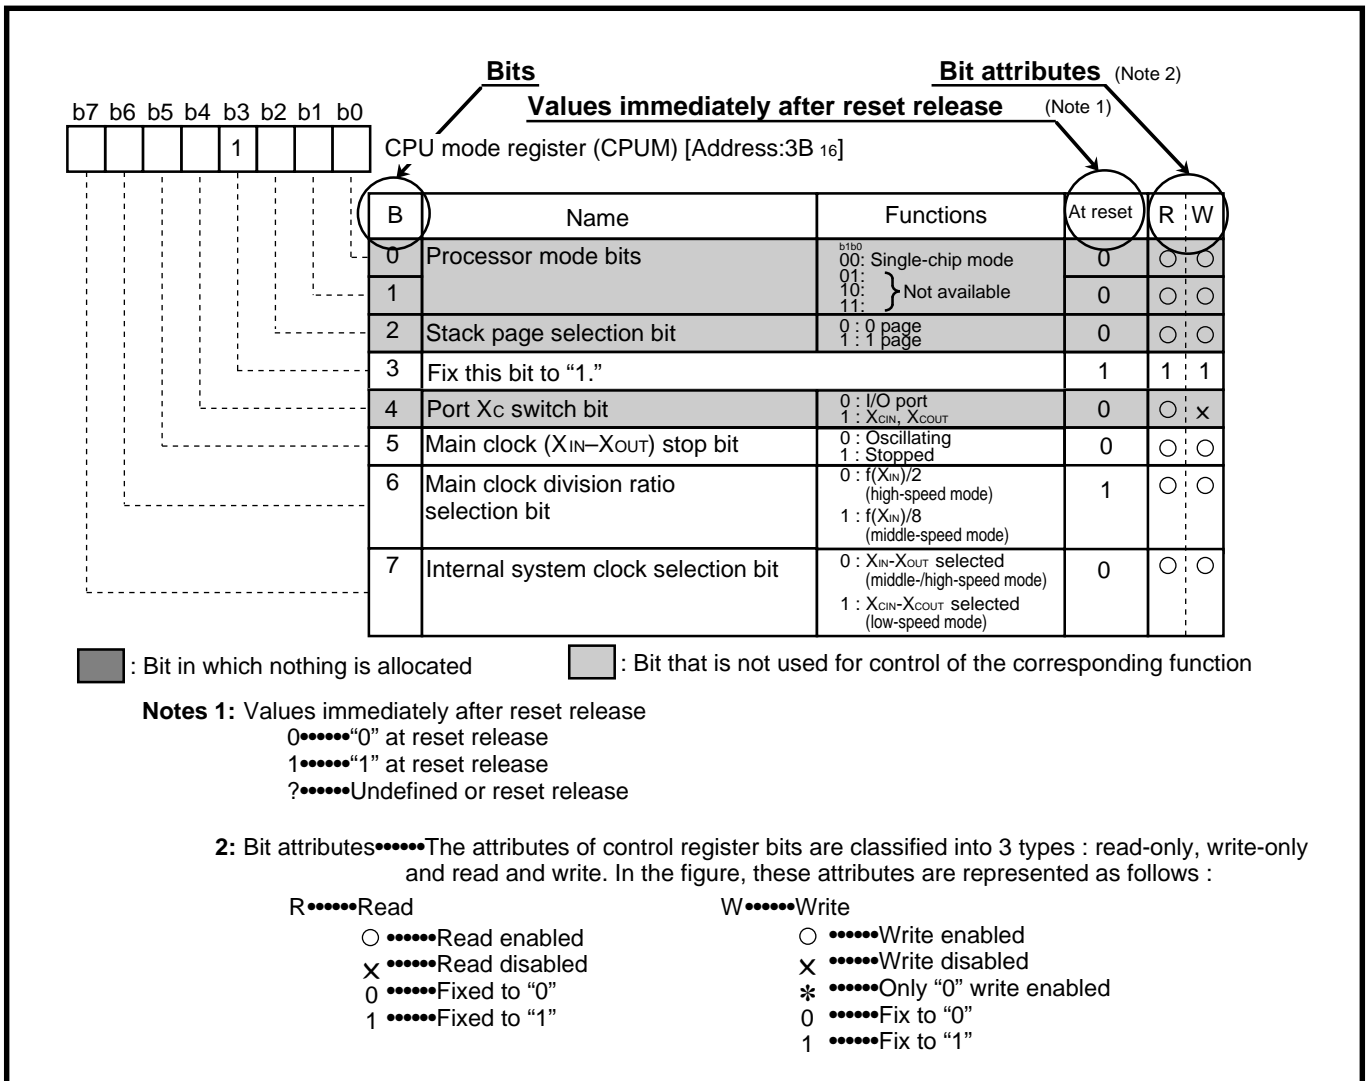 Bits
Bit attributes (Note 2)
Values immediately after reset release (Note 1)
b7 b6 b5 b4 b3 b2 b1 b0
1
CPU mode register (CPUM) [Address:3B 16]
B Name Functions At reset R W
0 Processor mode bits b1b0 0 ○ ○
00: Single-chip mode
01:
1 10: Not available 0 ○ ○
11:
2 Stack page selection bit 0 : 0 page 0 ○ ○
1 : 1 page
3 Fix this bit to “1.” 1 1 1
4 Port XC switch bit 0 : I/O port 0 ○ ×
1 : XCIN, XCOUT
5 Main clock (XIN–XOUT) stop bit 0 : Oscillating 0 ○ ○
1 : Stopped
6 Main clock division ratio 0 : f(XIN)/2 1 ○ ○
selection bit (high-speed mode)
1 : f(XIN)/8
(middle-speed mode)
7 Internal system clock selection bit 0 : XIN-XOUT selected 0 ○ ○
(middle-/high-speed mode)
1 : XCIN-XCOUT selected
(low-speed mode)
: Bit in which nothing is allocated : Bit that is not used for control of the corresponding function
Notes 1: Values immediately after reset release
0••••••“0” at reset release
1••••••“1” at reset release
?••••••Undefined or reset release
2: Bit attributes••••••The attributes of control register bits are classified into 3 types : read-only, write-only
and read and write. In the figure, these attributes are represented as follows :
R••••••Read W••••••Write
○ ••••••Read enabled ○ ••••••Write enabled
× ••••••Read disabled × ••••••Write disabled
0 ••••••Fixed to “0” ✻ ••••••Only “0” write enabled
1 ••••••Fixed to “1” 0 ••••••Fix to “0”
1 ••••••Fix to “1”